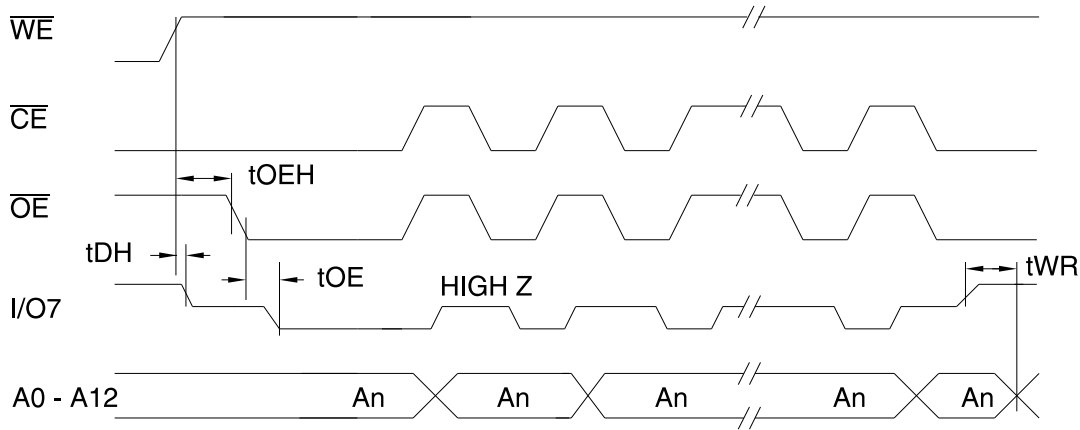 WE
CE
OE
tOEH
tDH
tOE
tWR
I/O7
HIGH Z
A0 - A12
An
An
An
An
An